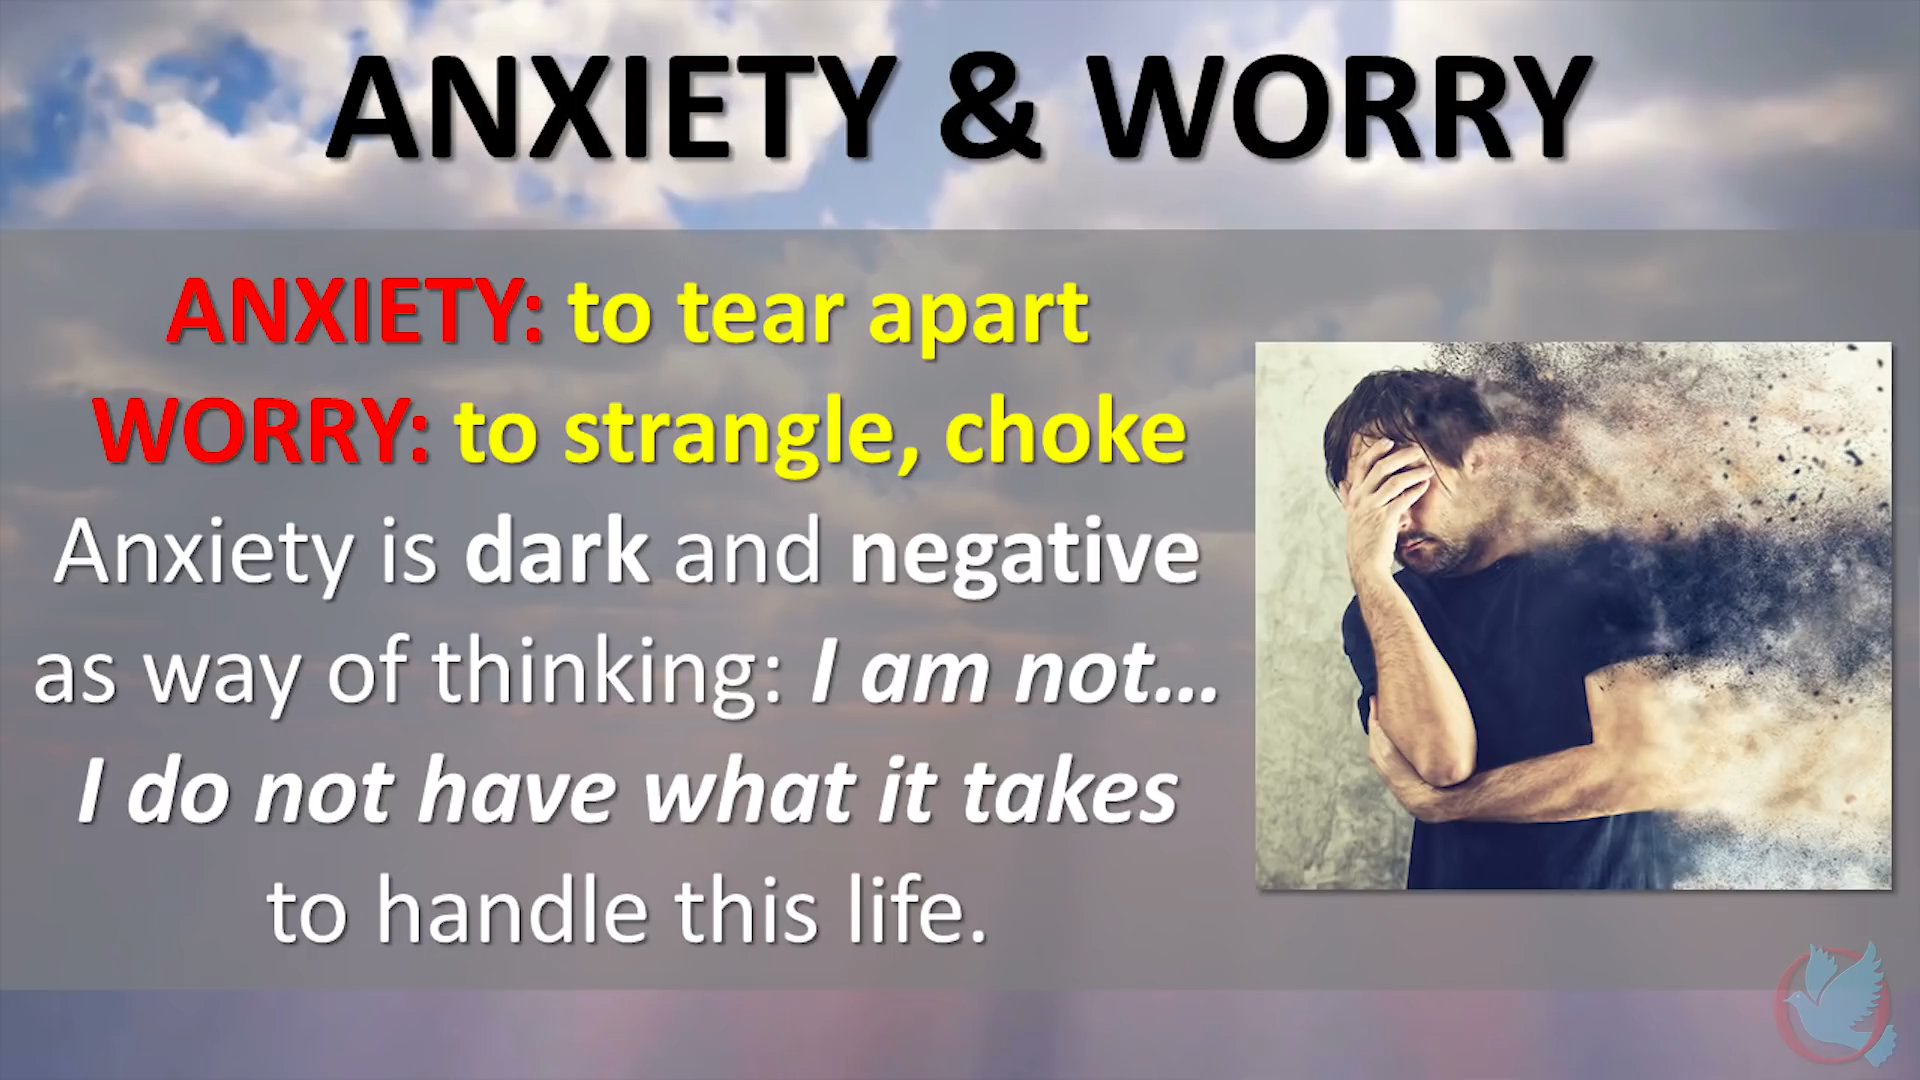 ANXIETY & WORRY
ANXIETY: to tear apart
WORRY: to strangle, choke
Anxiety is dark and negative
as way of thinking: I am not...
I do not have what it takes
to handle this life.